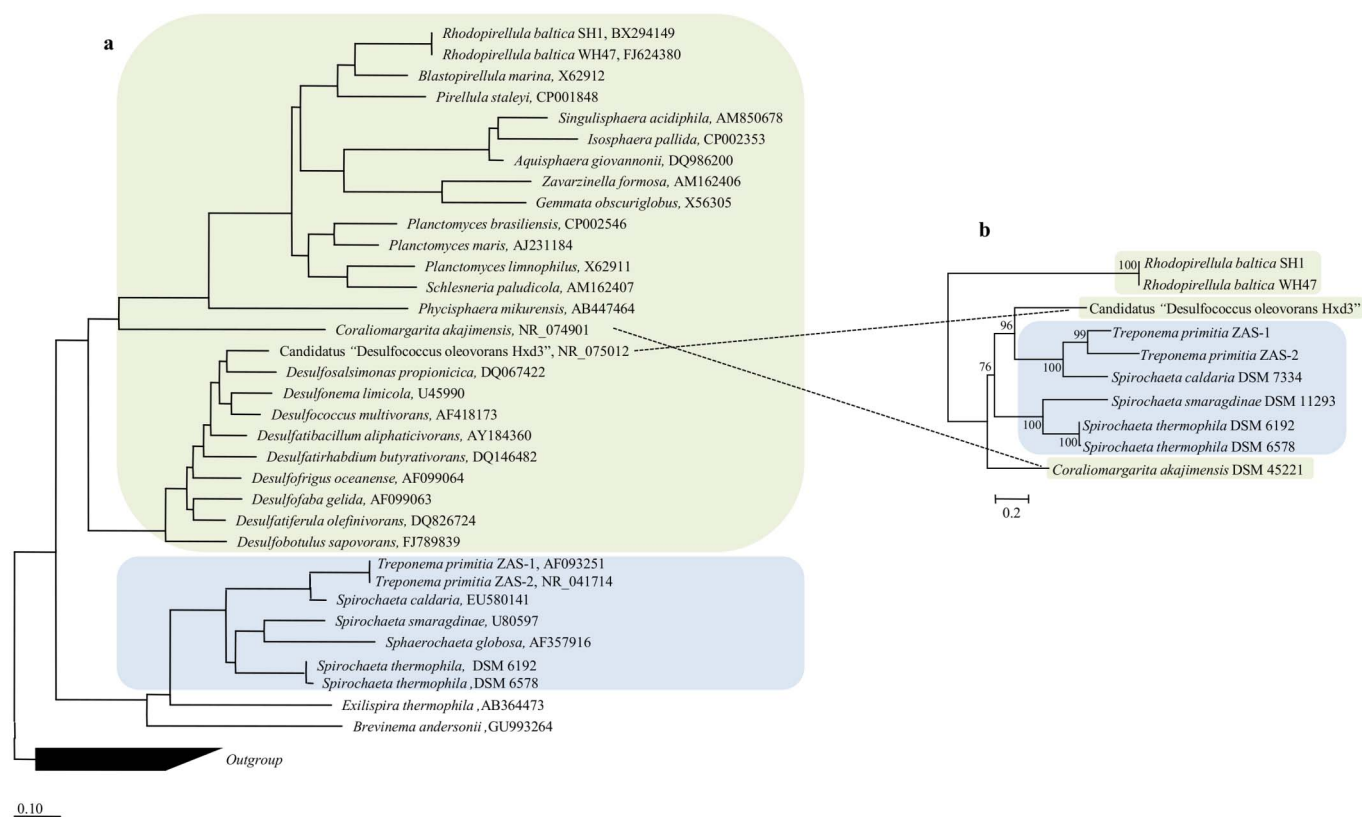 a
Rhodopirellula baltica SH1, BX294149
Rhodopirellula baltica WH47, FJ624380
Blastopirellula marina, X62912
Pirellula staleyi, CP001848
Singulisphaera acidiphila, AM850678
Isosphaera pallida, CP002353
Aquisphaera giovannonii, DQ986200
Zavarzinella formosa, AM162406
Gemmata obscuriglobus, X56305
Planctomyces brasiliensis, CP002546
Planctomyces maris, AJ231184
Planctomyces limnophilus, X62911
Schlesneria paludicola, AM162407
Phycisphaera mikurensis, AB447464
Coraliomargarita akajimensis, NR_074901
Candidatus “Desulfococcus oleovorans Hxd3”, NR_075012
Desulfosalsimonas propionicica, DQ067422
Desulfonema limicola, U45990
Desulfococcus multivorans, AF418173
Desulfatibacillum aliphaticivorans, AY184360
Desulfatirhabdium butyrativorans, DQ146482
Desulfofrigus oceanense, AF099064
Desulfofaba gelida, AF099063
Desulfatiferula olefinivorans, DQ826724
Desulfobotulus sapovorans, FJ789839
Treponema primitia ZAS-1, AF093251
Treponema primitia ZAS-2, NR_041714
Spirochaeta caldaria, EU580141
Spirochaeta smaragdinae, U80597
Sphaerochaeta globosa, AF357916
Spirochaeta thermophila, DSM 6192
Spirochaeta thermophila ,DSM 6578
Exilispira thermophila ,AB364473
Brevinema andersonii ,GU993264
Outgroup
0.10
b
100
Rhodopirellula baltica SH1
Rhodopirellula baltica WH47
Candidatus “Desulfococcus oleovorans Hxd3”
96
99
Treponema primitia ZAS-1
Treponema primitia ZAS-2
76
100
Spirochaeta caldaria DSM 7334
Spirochaeta smaragdinae DSM 11293
100
Spirochaeta thermophila DSM 6192
100
Spirochaeta thermophila DSM 6578
Coraliomargarita akajimensis DSM 45221
0.2